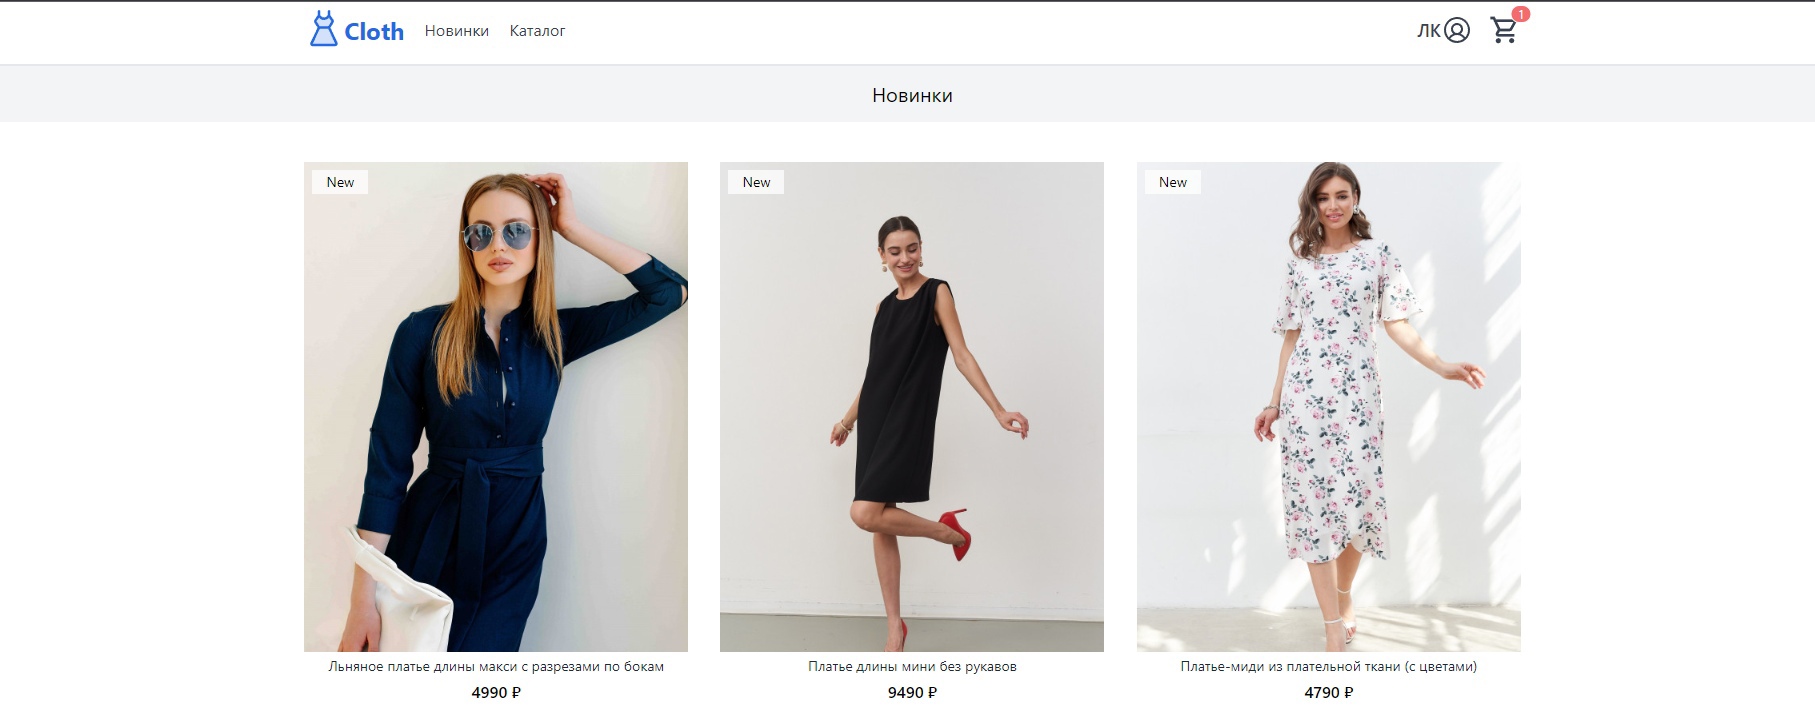 Cloth Новинки Каталог ЛК 1
Новинки
New New New
Льняное платье длины макси с разрезами по бокам
4990 ₽
Платье длины мини без рукавов
9490 ₽
Платье-миди из плательной ткани (с цветами)
4790 ₽